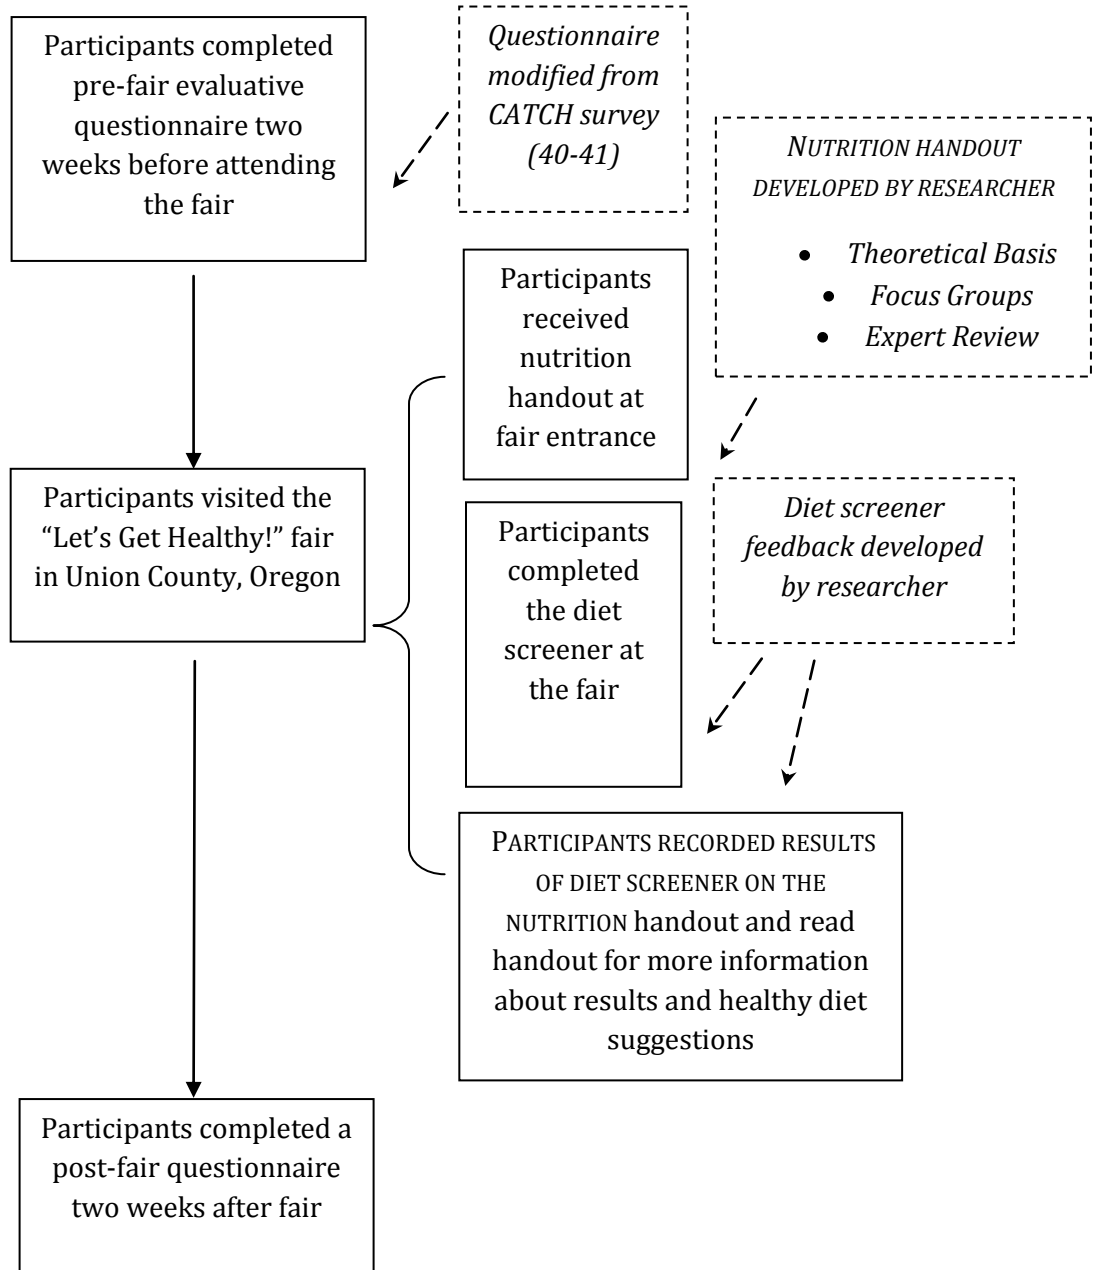 Participants completed
pre-fair evaluative
questionnaire two
weeks before attending
the fair
Questionnaire
modified from
CATCH survey
(40-41)
NUTRITION HANDOUT
DEVELOPED BY RESEARCHER
• Theoretical Basis
• Focus Groups
• Expert Review
Participants
received
nutrition
handout at
fair entrance
Participants visited the
“Let’s Get Healthy!” fair
in Union County, Oregon
Participants
completed
the diet
screener at
the fair
Diet screener
feedback developed
by researcher
PARTICIPANTS RECORDED RESULTS
OF DIET SCREENER ON THE
NUTRITION handout and read
handout for more information
about results and healthy diet
suggestions
Participants completed a
post-fair questionnaire
two weeks after fair